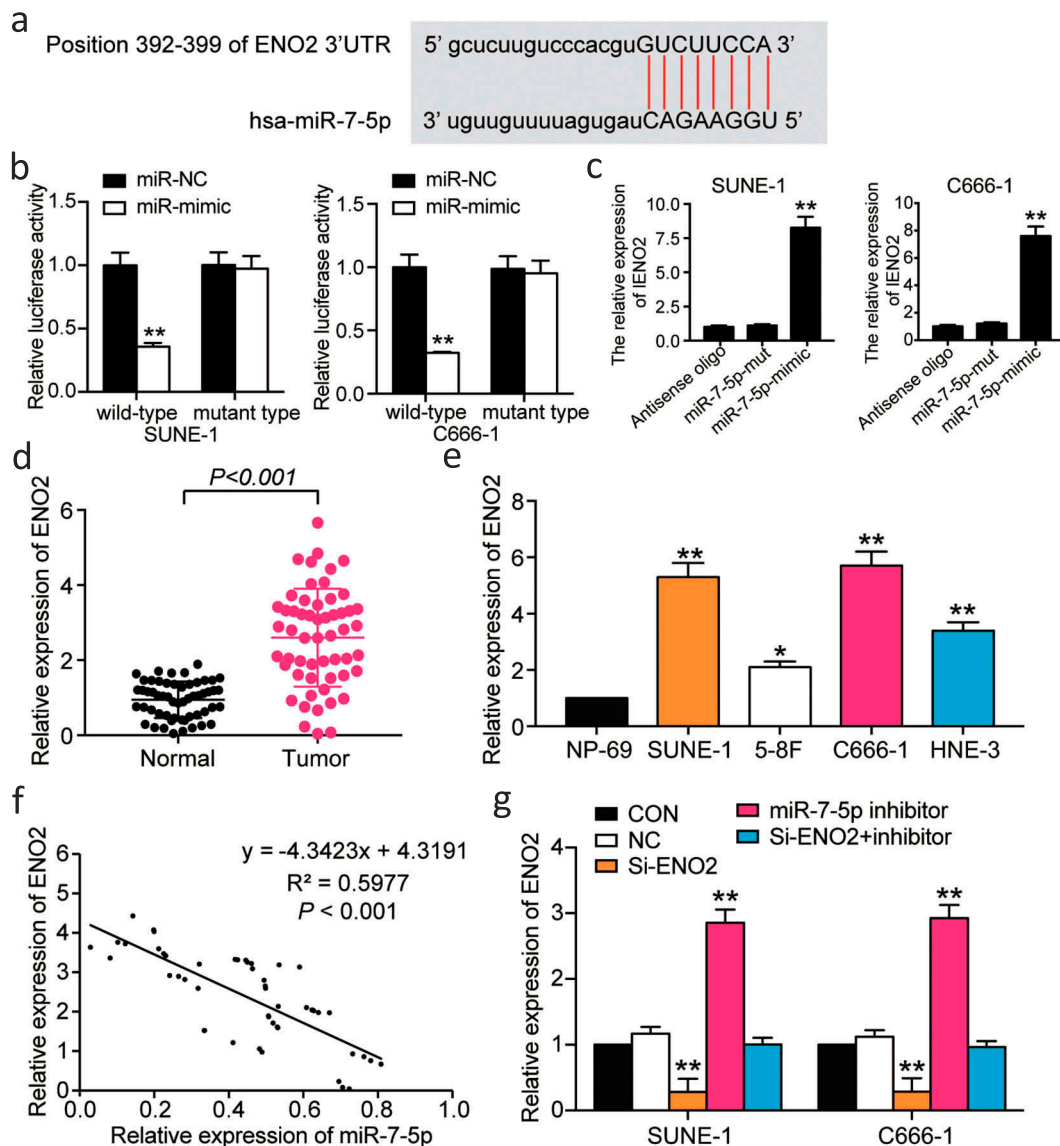 a
Position 392-399 of ENO2 3'UTR
5' gcucuugucccacguGUCUUCCA 3'
hsa-miR-7-5p
3' uguuguuuuagugauCAGAAGGU 5'
b
miR-NC
miR-mimic
Relative luciferase activity
1.5
1.0
0.5
0.0
**
wild-type mutant type
SUNE-1
miR-NC
miR-mimic
Relative luciferase activity
1.5
1.0
0.5
0.0
**
wild-type mutant type
C666-1
c
SUNE-1
The relative expression
of lENO2
10.0
7.5
5.0
2.5
0.0
**
Antisense oligo
miR-7-5p-mut
miR-7-5p-mimic
C666-1
The relative expression
of lENO2
10
8
6
4
2
0
**
Antisense oligo
miR-7-5p-mut
miR-7-5p-mimic
d
P<0.001
Relative expression of ENO2
6
4
2
0
Normal Tumor
e
Relative expression of ENO2
8
6
4
2
0
**
*
**
**
NP-69 SUNE-1 5-8F C666-1 HNE-3
f
y = -4.3423x + 4.3191
R² = 0.5977
P < 0.001
Relative expression of ENO2
6
5
4
3
2
1
0
0.0 0.2 0.4 0.6 0.8 1.0
Relative expression of miR-7-5p
g
CON
NC
Si-ENO2
miR-7-5p inhibitor
Si-ENO2+inhibitor
Relative expression of ENO2
4
3
2
1
0
**
**
**
**
SUNE-1 C666-1